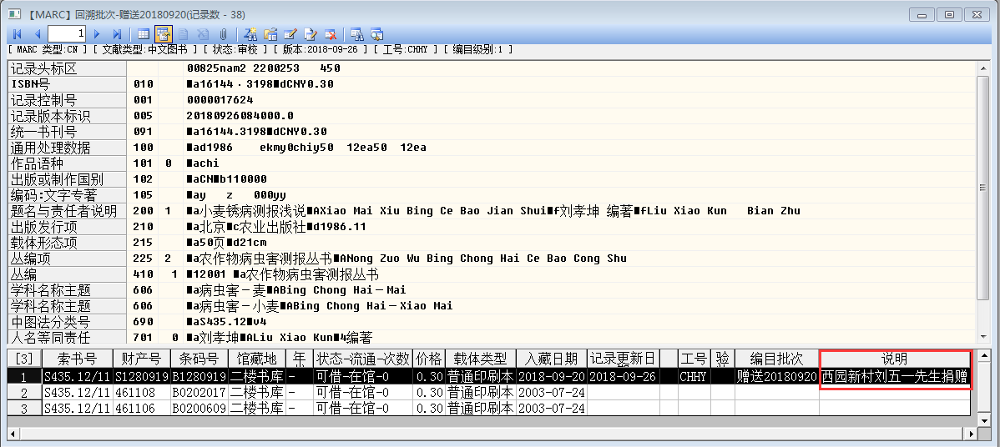 【MARC】回溯批次-赠送20180920(记录数 - 38)
1
[ MARC 类型:CN ] [ 文献类型:中文图书 ] [ 状态:审校 ] [ 版本:2018-09-26 ] [ 工号:CHHY ] [ 编目级别:1 ]
记录头标区 00825nam2 2200253 450
ISBN号 010 ■a16144·3198■dCNY0.30
记录控制号 001 0000017624
记录版本标识 005 20180926084000.0
统一书刊号 091 ■a16144.3198■dCNY0.30
通用处理数据 100 ■ad1986 ekmy0chiy50 12ea50 12ea
作品语种 101 0 ■achi
出版或制作国别 102 ■aCN■b110000
编码:文字专著 105 ■ay z 000yy
题名与责任者说明 200 1 ■a小麦锈病测报浅说■AXiao Mai Xiu Bing Ce Bao Jian Shui■f刘孝坤 编著■fLiu Xiao Kun Bian Zhu
出版发行项 210 ■a北京■c农业出版社■d1986.11
载体形态项 215 ■a50页■d21cm
丛编项 225 2 ■a农作物病虫害测报丛书■ANong Zuo Wu Bing Chong Hai Ce Bao Cong Shu
丛编 410 1 ■12001 ■a农作物病虫害测报丛书
学科名称主题 606 ■a病虫害－麦■ABing Chong Hai－Mai
学科名称主题 606 ■a病虫害－小麦■ABing Chong Hai－Xiao Mai
中图法分类号 690 ■aS435.12■v4
人名等同责任 701 0 ■a刘孝坤■ALiu Xiao Kun■4编著
[3] 索书号 财产号 条码号 馆藏地 年 状态-流通-次数 价格 载体类型 入藏日期 记录更新日 工号 验 编目批次 说明
1 S435.12/11 S1280919 B1280919 二楼书库 - 可借-在馆-0 0.30 普通印刷本 2018-09-20 2018-09-26 CHHY 赠送20180920 西园新村刘五一先生捐赠
2 S435.12/11 461108 B0202017 二楼书库 - 可借-在馆-0 0.30 普通印刷本 2003-07-24
3 S435.12/11 461106 B0200609 二楼书库 - 可借-在馆-0 0.30 普通印刷本 2003-07-24